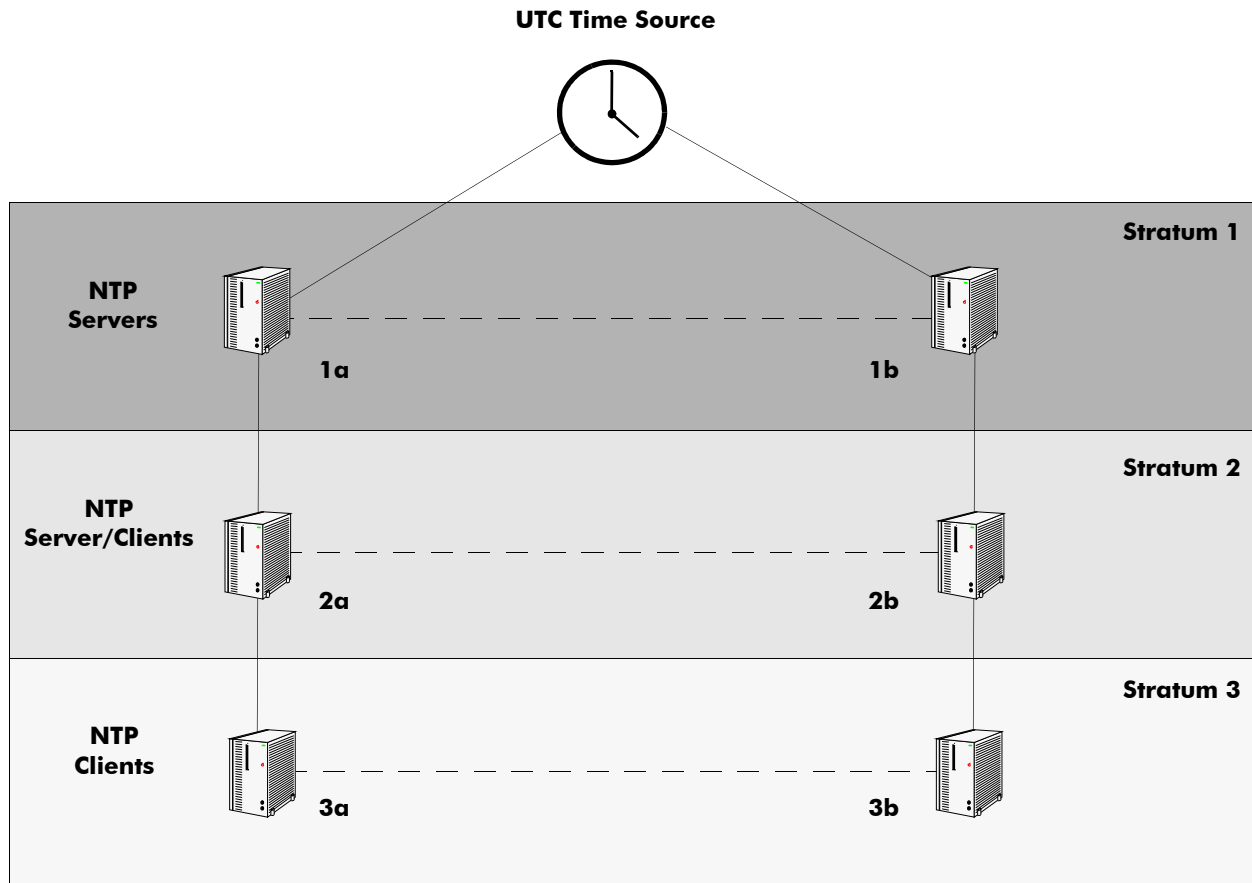 UTC Time Source
Stratum 1
NTP
Servers
1a
1b
Stratum 2
NTP
Server/Clients
2a
2b
Stratum 3
NTP
Clients
3a
3b